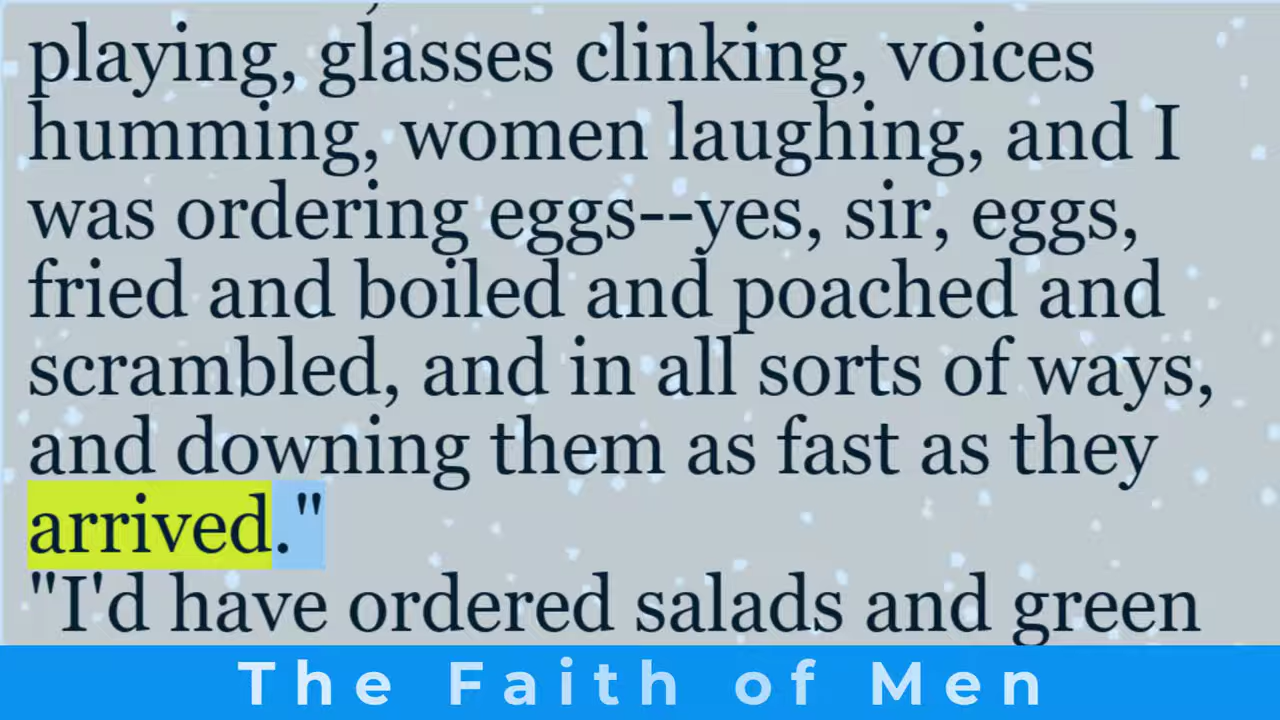 playing, glasses clinking, voices
humming, women laughing, and I
was ordering eggs--yes, sir, eggs,
fried and boiled and poached and
scrambled, and in all sorts of ways,
and downing them as fast as they
arrived."
"I'd have ordered salads and green
The Faith of Men